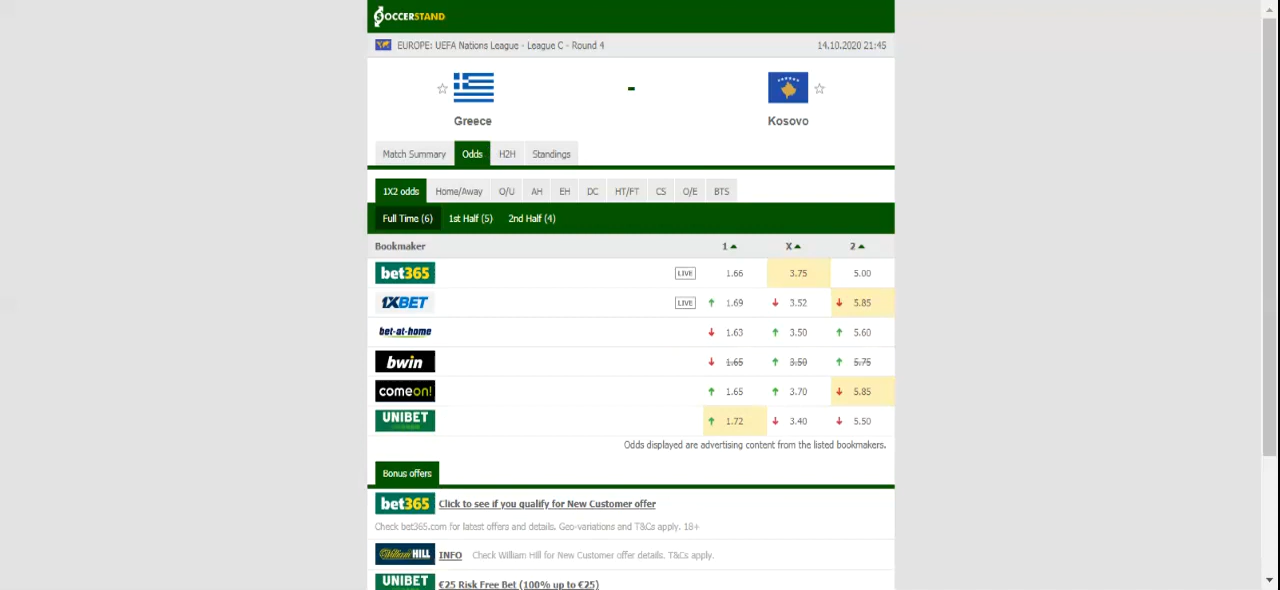 SOCCERSTAND
EUROPE: UEFA Nations League - League C - Round 4 14.10.2020 21:45
-
Greece Kosovo
Match Summary Odds H2H Standings
1X2 odds Home/Away O/U AH EH DC HT/FT CS O/E BTS
Full Time (6) 1st Half (5) 2nd Half (4)
Bookmaker 1 X 2
bet365 LIVE 1.66 3.75 5.00
1XBET LIVE 1.69 3.52 5.85
bet-at-home 1.63 3.50 5.60
bwin 1.65 3.50 5.75
comeon! 1.65 3.70 5.85
UNIBET 1.72 3.40 5.50
Odds displayed are advertising content from the listed bookmakers.
Bonus offers
bet365 Click to see if you qualify for New Customer offer
Check bet365.com for latest offers and details. Geo-variations and T&Cs apply. 18+
William HILL INFO Check William Hill for New Customer offer details. T&Cs apply.
UNIBET €25 Risk Free Bet (100% up to €25)